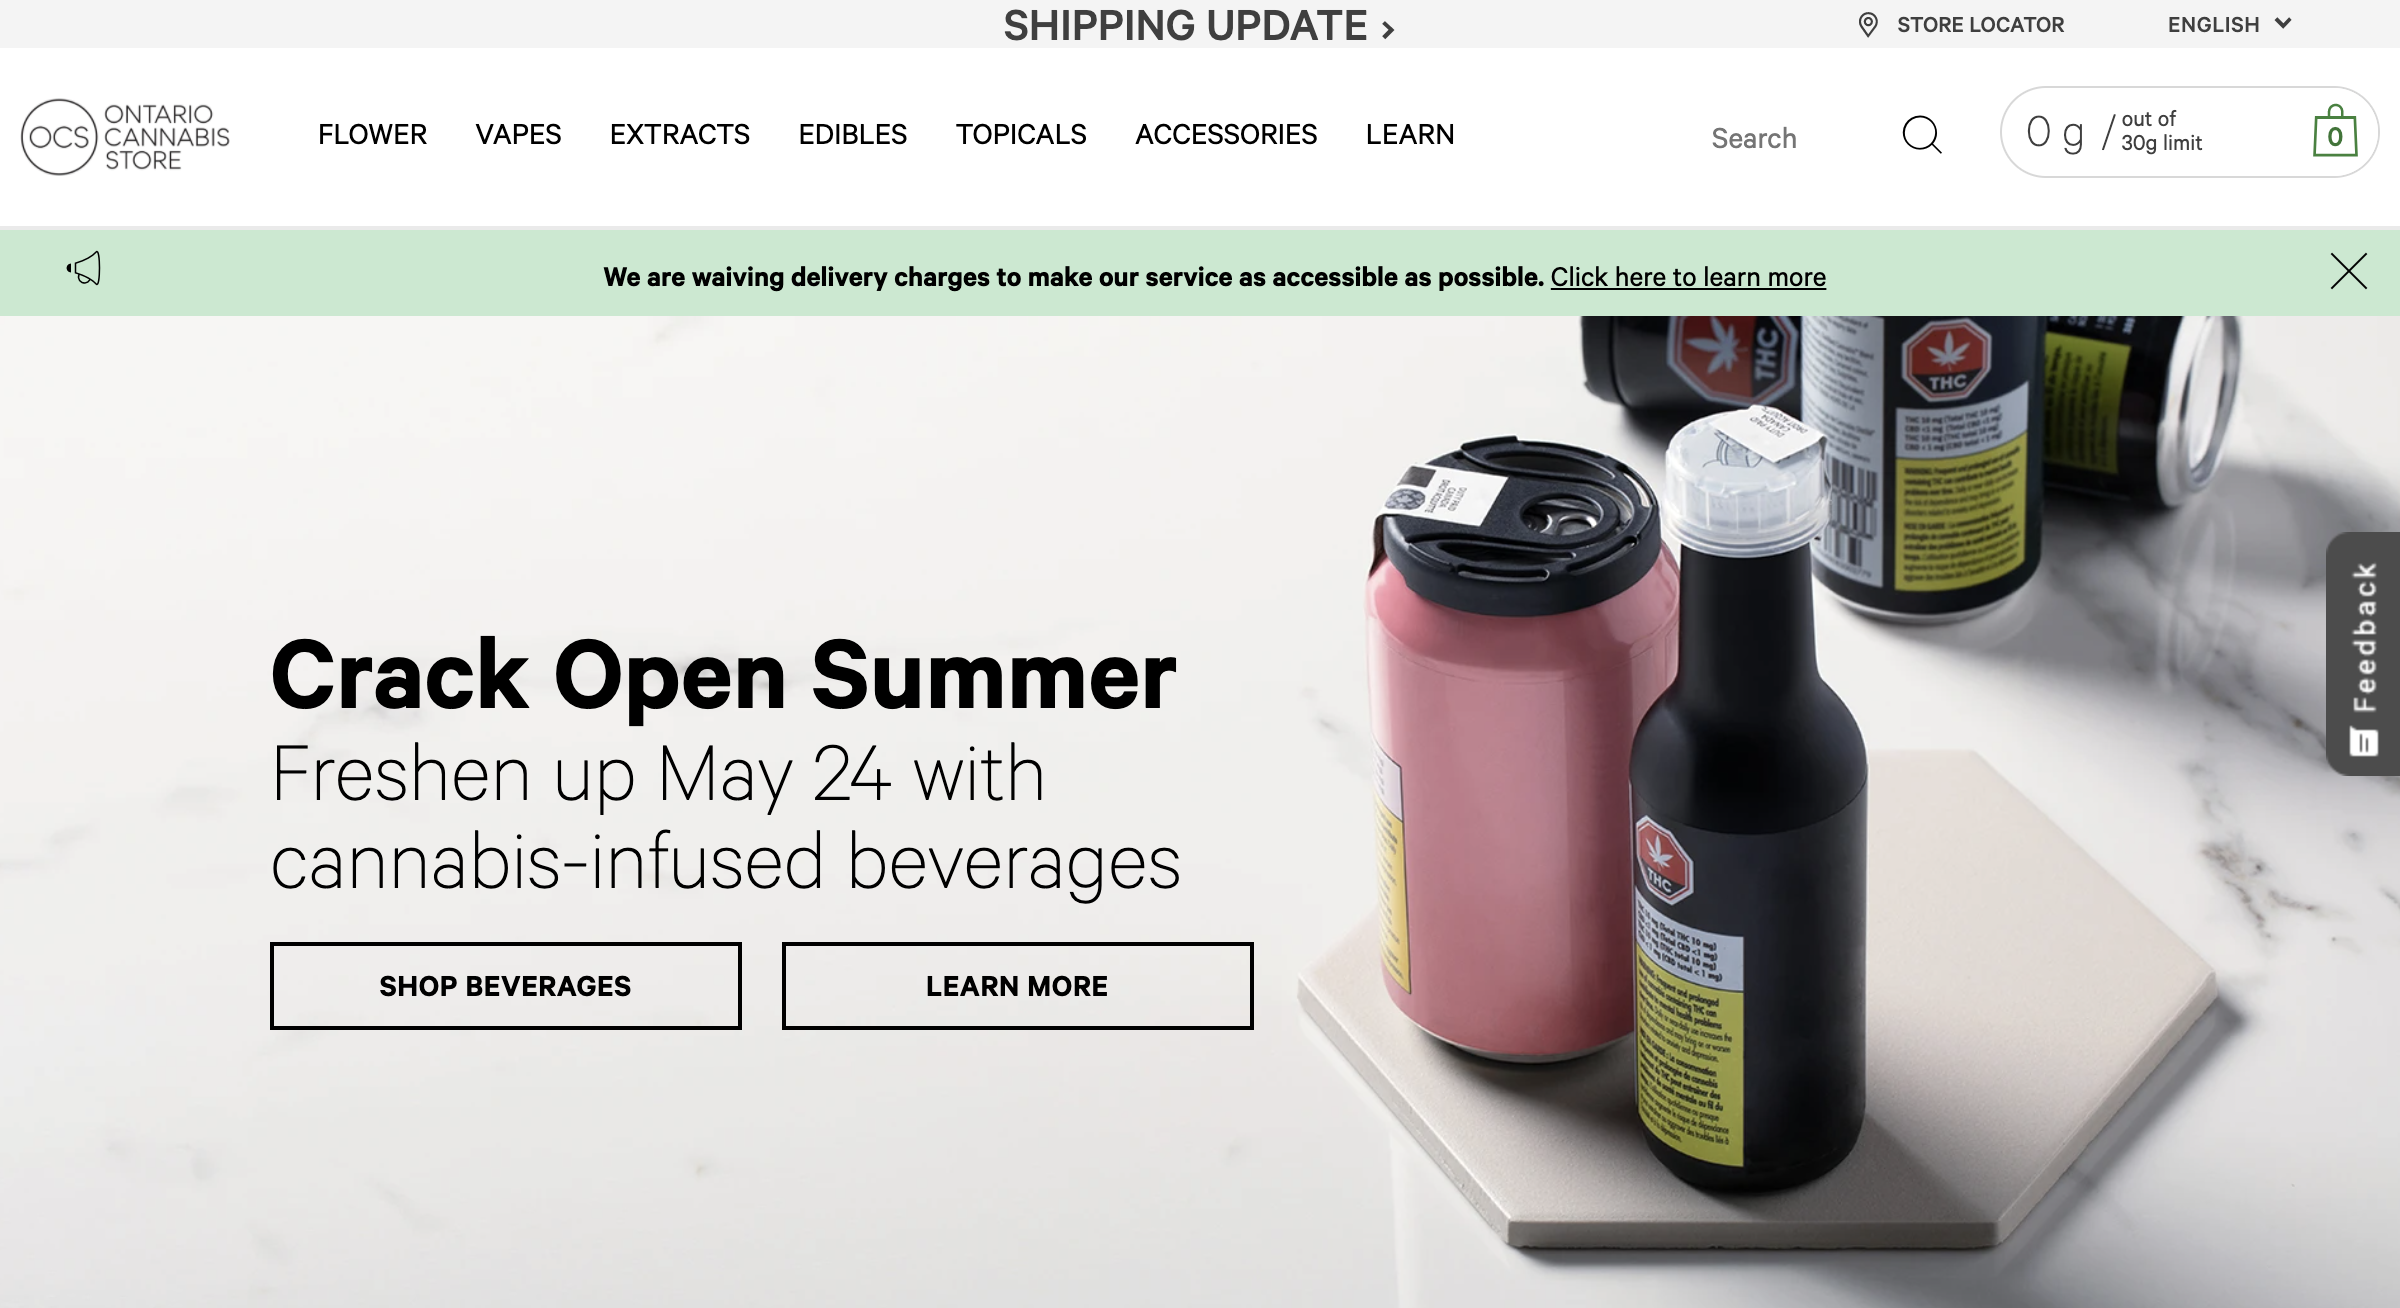 SHIPPING UPDATE ›
STORE LOCATOR
ENGLISH
OCS
ONTARIO
CANNABIS
STORE
FLOWER
VAPES
EXTRACTS
EDIBLES
TOPICALS
ACCESSORIES
LEARN
Search
0 g / out of
30g limit
0
We are waiving delivery charges to make our service as accessible as possible. Click here to learn more
THC
THC
Crack Open Summer
Freshen up May 24 with
cannabis-infused beverages
SHOP BEVERAGES
LEARN MORE
THC
Feedback